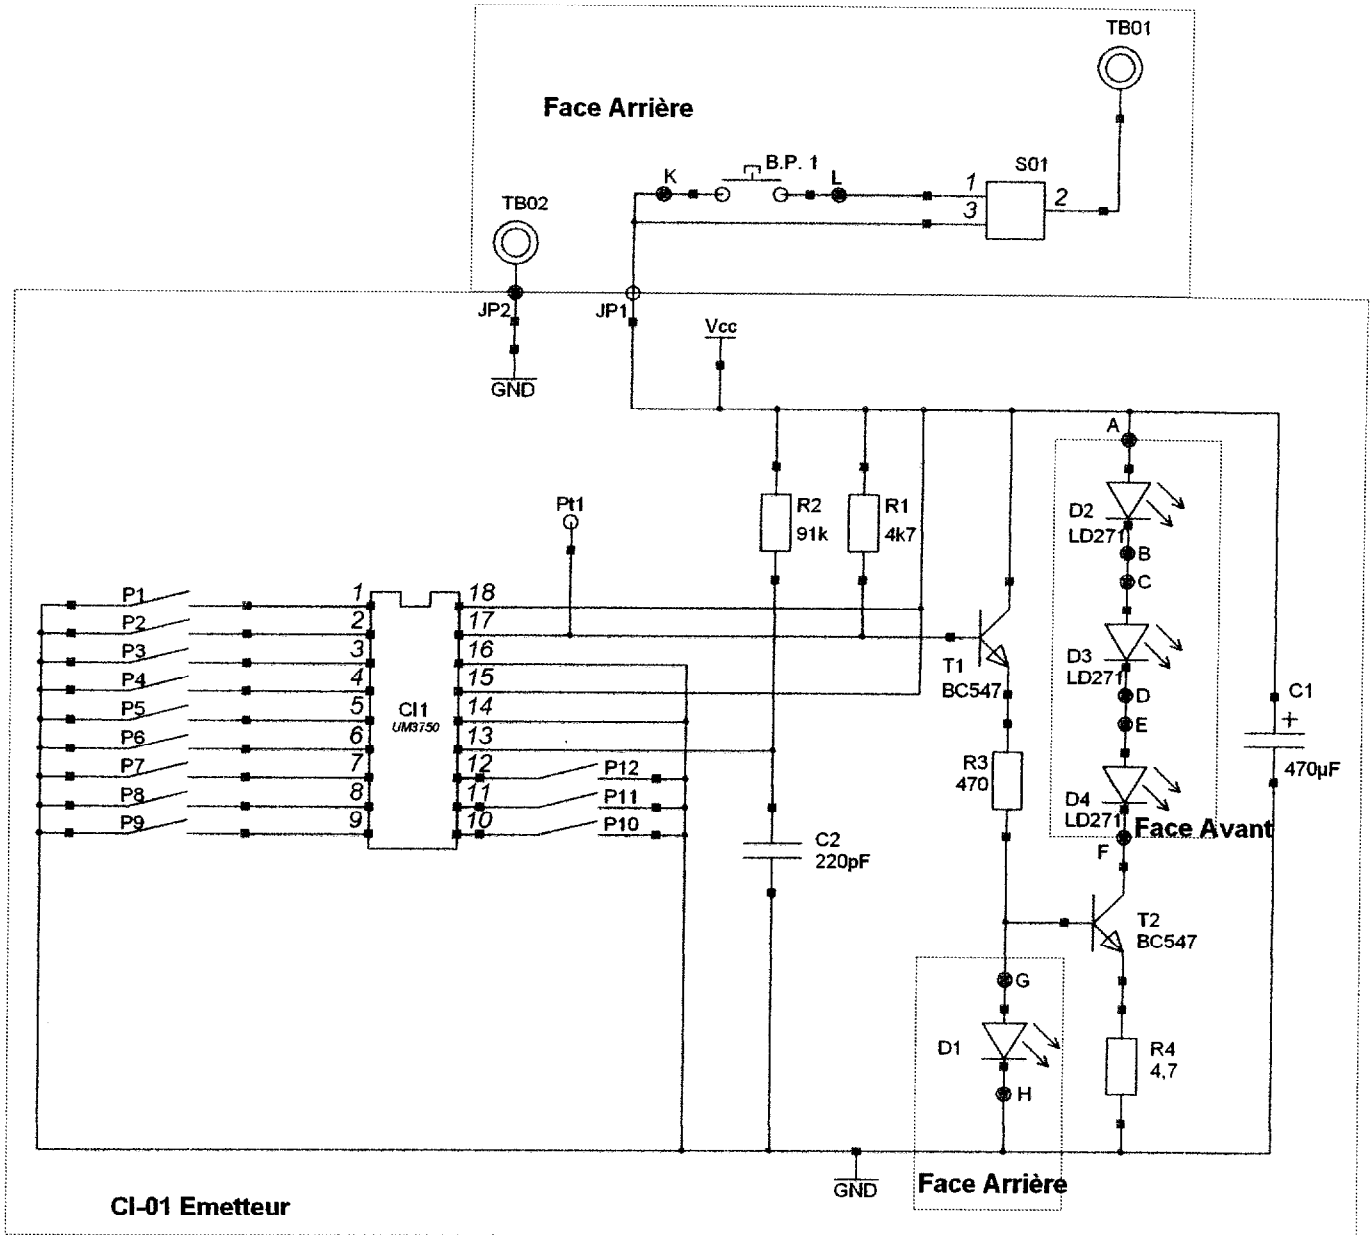 TB01
Face Arrière
K
B.P. 1
L
1
3
S01
2
TB02
JP2
JP1
GND
Vcc
A
Pt1
R2
91k
R1
4k7
D2
LD271
B
C
P1
P2
P3
P4
P5
P6
P7
P8
P9
1
2
3
4
5
6
7
8
9
CI1
UM3750
18
17
16
15
14
13
12
11
10
P12
P11
P10
T1
BC547
D3
LD271
D
E
C1
+
470µF
R3
470
D4
LD271
Face Avant
F
C2
220pF
T2
BC547
G
D1
H
R4
4,7
GND
Face Arrière
CI-01 Emetteur